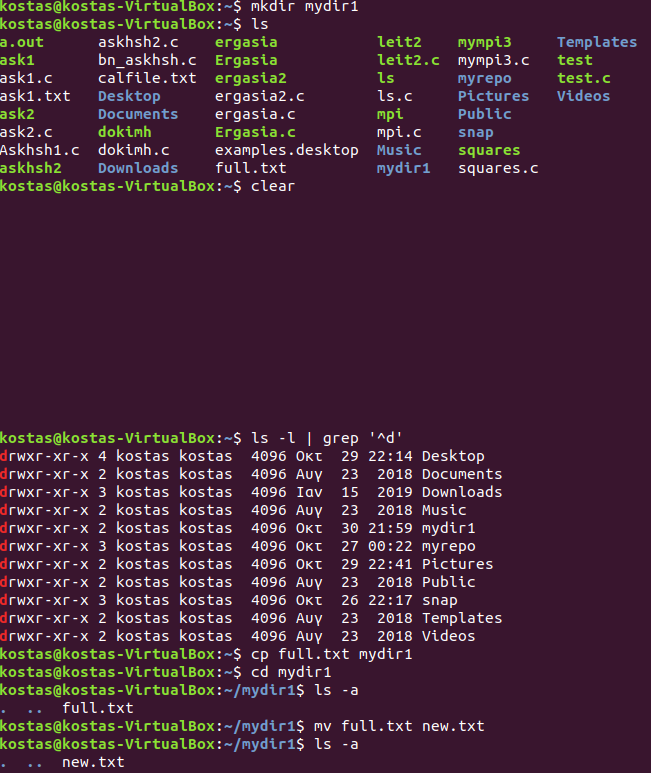 kostas@kostas-VirtualBox:~$ mkdir mydir1
kostas@kostas-VirtualBox:~$ ls
a.out      askhsh2.c    ergasia           leit2   mympi3    Templates
ask1       bn_askhsh.c  Ergasia           leit2.c mympi3.c  test
ask1.c     calfile.txt  ergasia2          ls      myrepo    test.c
ask1.txt   Desktop      ergasia2.c        ls.c    Pictures  Videos
ask2       Documents    ergasia.c         mpi     Public
ask2.c     dokimh       Ergasia.c         mpi.c   snap
Askhsh1.c  dokimh.c     examples.desktop  Music   squares
askhsh2    Downloads    full.txt          mydir1  squares.c
kostas@kostas-VirtualBox:~$ clear
kostas@kostas-VirtualBox:~$ ls -l | grep '^d'
drwxr-xr-x 4 kostas kostas  4096 Οκτ  29 22:14 Desktop
drwxr-xr-x 2 kostas kostas  4096 Αυγ  23  2018 Documents
drwxr-xr-x 3 kostas kostas  4096 Ιαν  15  2019 Downloads
drwxr-xr-x 2 kostas kostas  4096 Αυγ  23  2018 Music
drwxr-xr-x 2 kostas kostas  4096 Οκτ  30 21:59 mydir1
drwxr-xr-x 3 kostas kostas  4096 Οκτ  27 00:22 myrepo
drwxr-xr-x 2 kostas kostas  4096 Οκτ  29 22:41 Pictures
drwxr-xr-x 2 kostas kostas  4096 Αυγ  23  2018 Public
drwxr-xr-x 3 kostas kostas  4096 Οκτ  26 22:17 snap
drwxr-xr-x 2 kostas kostas  4096 Αυγ  23  2018 Templates
drwxr-xr-x 2 kostas kostas  4096 Αυγ  23  2018 Videos
kostas@kostas-VirtualBox:~$ cp full.txt mydir1
kostas@kostas-VirtualBox:~$ cd mydir1
kostas@kostas-VirtualBox:~/mydir1$ ls -a
.  ..  full.txt
kostas@kostas-VirtualBox:~/mydir1$ mv full.txt new.txt
kostas@kostas-VirtualBox:~/mydir1$ ls -a
.  ..  new.txt